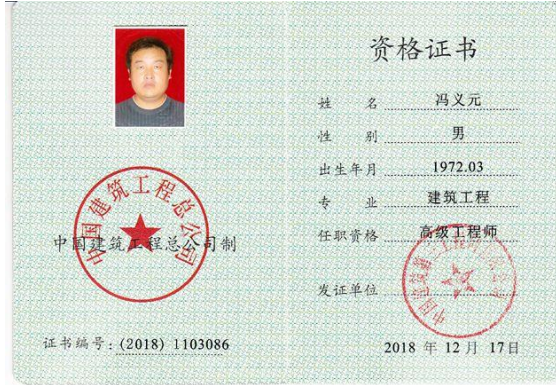 中国建筑工程总公司
中国建筑工程总公司制
证书编号:(2018) 1103086
资格证书
姓 名 冯义元
性 别 男
出生年月 1972.03
专 业 建筑工程
任职资格 高级工程师
发证单位
2018 年 12 月 17日